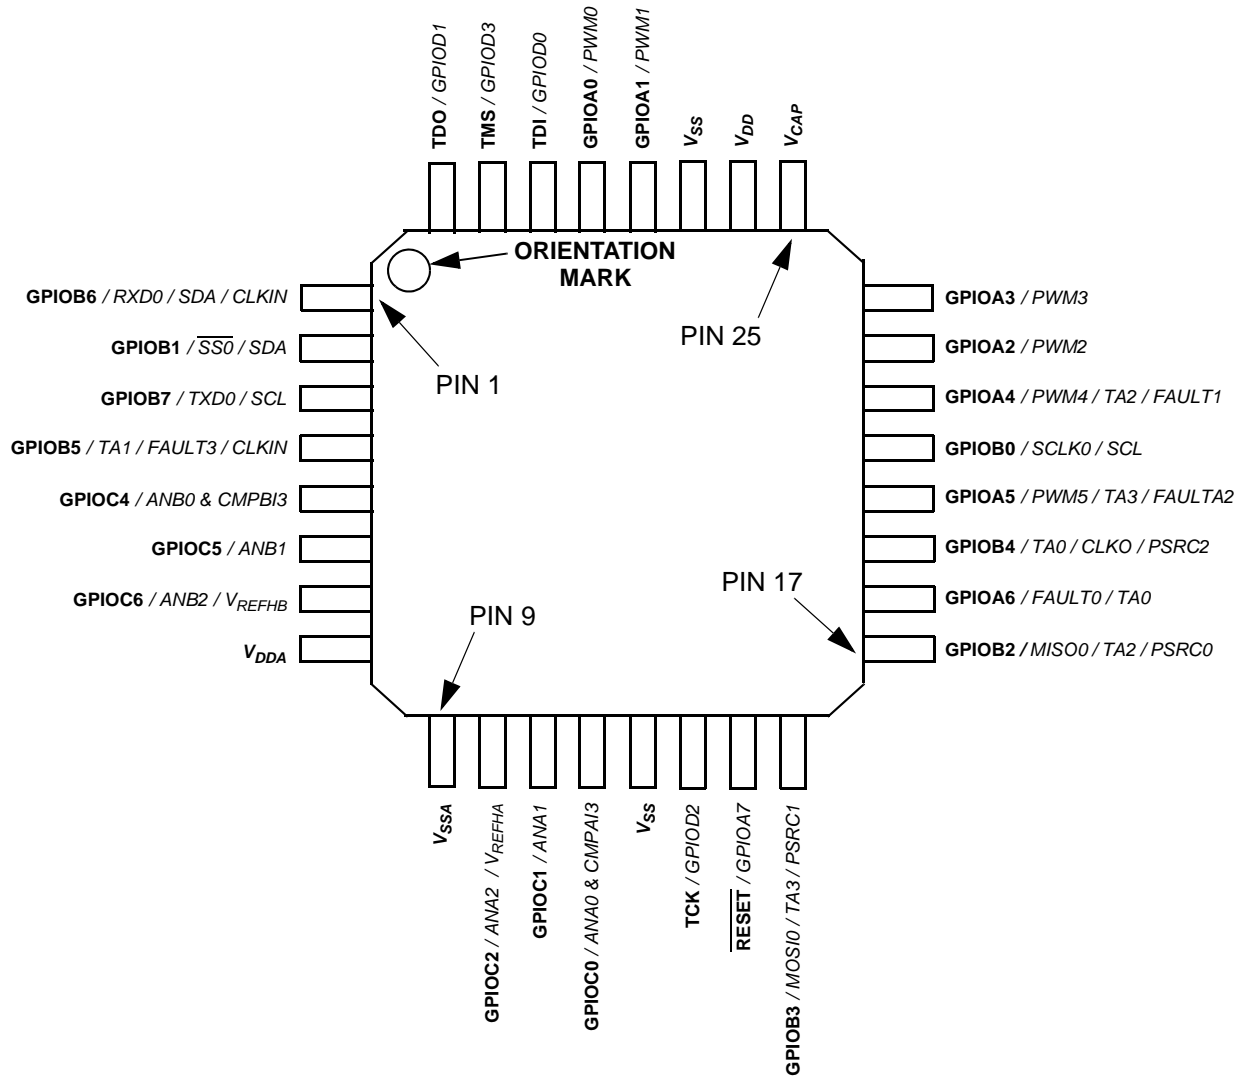 TDO / GPIOD1
TMS / GPIOD3
TDI / GPIOD0
GPIOA0 / PWM0
GPIOA1 / PWM1
VSS
VDD
VCAP
ORIENTATION
MARK
GPIOB6 / RXD0 / SDA / CLKIN
GPIOB1 / SS0 / SDA
GPIOB7 / TXD0 / SCL
GPIOB5 / TA1 / FAULT3 / CLKIN
GPIOC4 / ANB0 & CMPBI3
GPIOC5 / ANB1
GPIOC6 / ANB2 / VREFHB
VDDA
PIN 1
PIN 25
PIN 9
PIN 17
GPIOA3 / PWM3
GPIOA2 / PWM2
GPIOA4 / PWM4 / TA2 / FAULT1
GPIOB0 / SCLK0 / SCL
GPIOA5 / PWM5 / TA3 / FAULTA2
GPIOB4 / TA0 / CLKO / PSRC2
GPIOA6 / FAULT0 / TA0
GPIOB2 / MISO0 / TA2 / PSRC0
VSSA
GPIOC2 / ANA2 / VREFHA
GPIOC1 / ANA1
GPIOC0 / ANA0 & CMPAI3
VSS
TCK / GPIOD2
RESET / GPIOA7
GPIOB3 / MOSI0 / TA3 / PSRC1